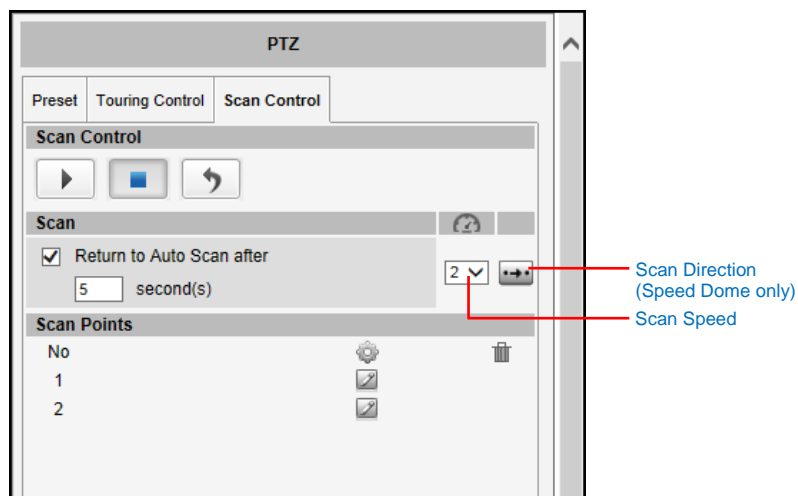 PTZ
Preset Touring Control Scan Control
Scan Control
Scan
Return to Auto Scan after
5 second(s)
2
Scan Direction
(Speed Dome only)
Scan Speed
Scan Points
No
1
2